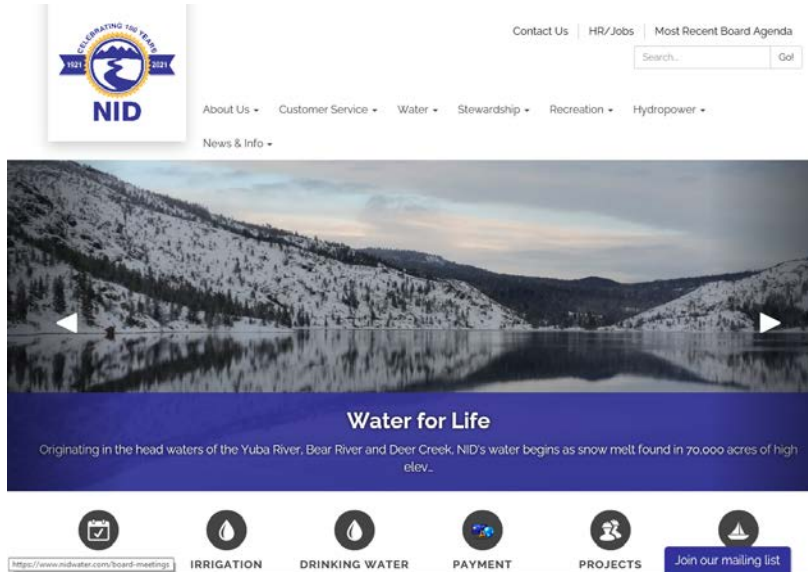 CELEBRATING 100 YEARS
1921
2021
NID
Contact Us
HR/Jobs
Most Recent Board Agenda
Search...
Go!
About Us
Customer Service
Water
Stewardship
Recreation
Hydropower
News & Info
Water for Life
Originating in the head waters of the Yuba River, Bear River and Deer Creek, NID's water begins as snow melt found in 70,000 acres of high
elev...
https://www.nidwater.com/board-meetings
IRRIGATION
DRINKING WATER
PAYMENT
PROJECTS
Join our mailing list